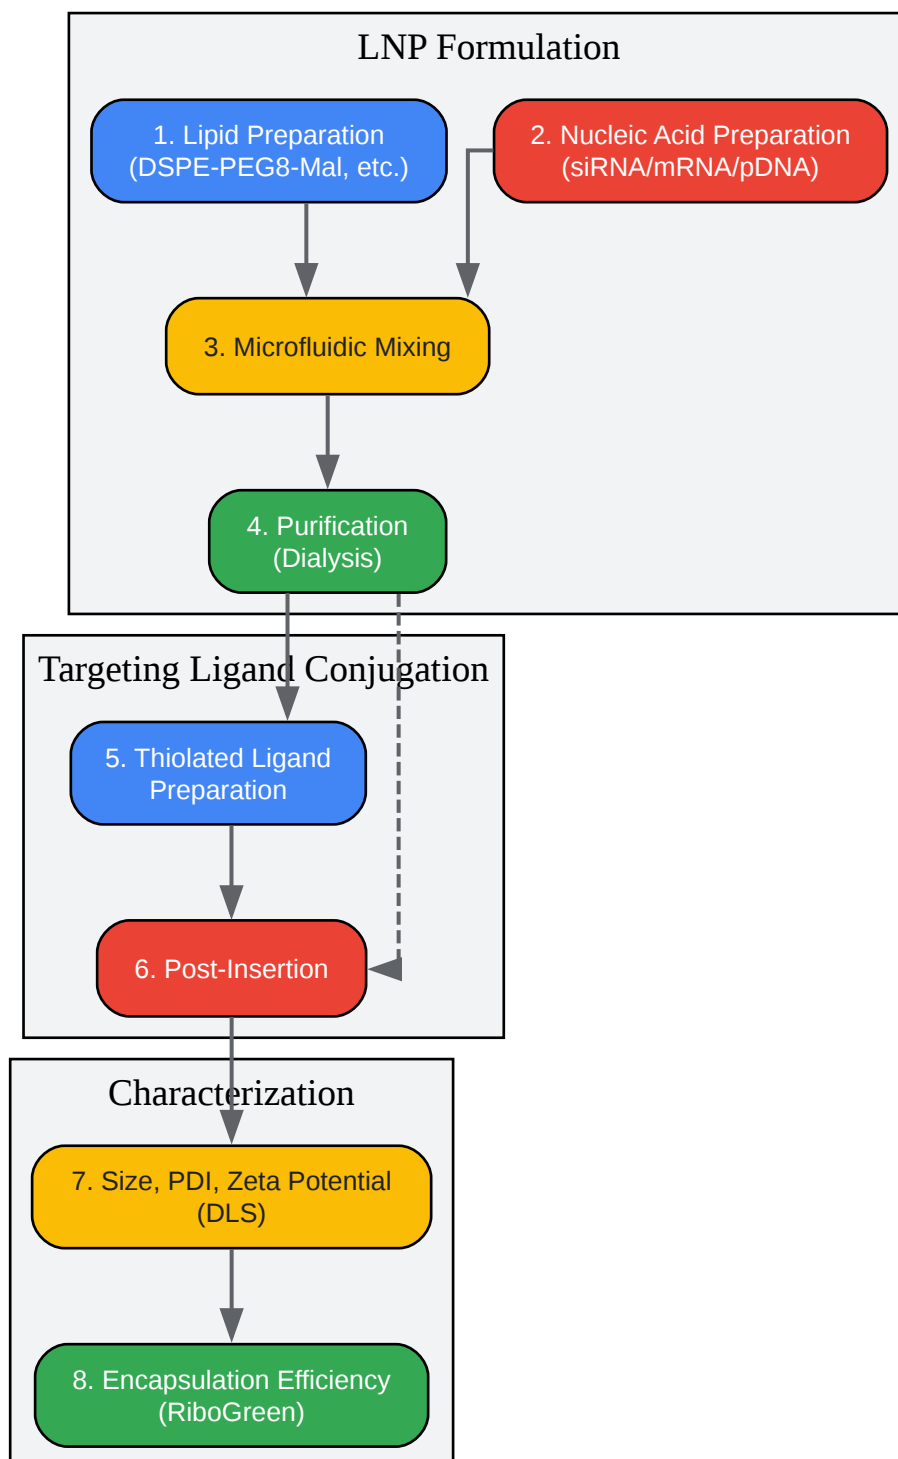 LNP Formulation
1. Lipid Preparation
(DSPE-PEG8-Mal, etc.)
2. Nucleic Acid Preparation
(siRNA/mRNA/pDNA)
3. Microfluidic Mixing
4. Purification
(Dialysis)
Targeting Ligand Conjugation
5. Thiolated Ligand
Preparation
6. Post-Insertion
Characterization
7. Size, PDI, Zeta Potential
(DLS)
8. Encapsulation Efficiency
(RiboGreen)